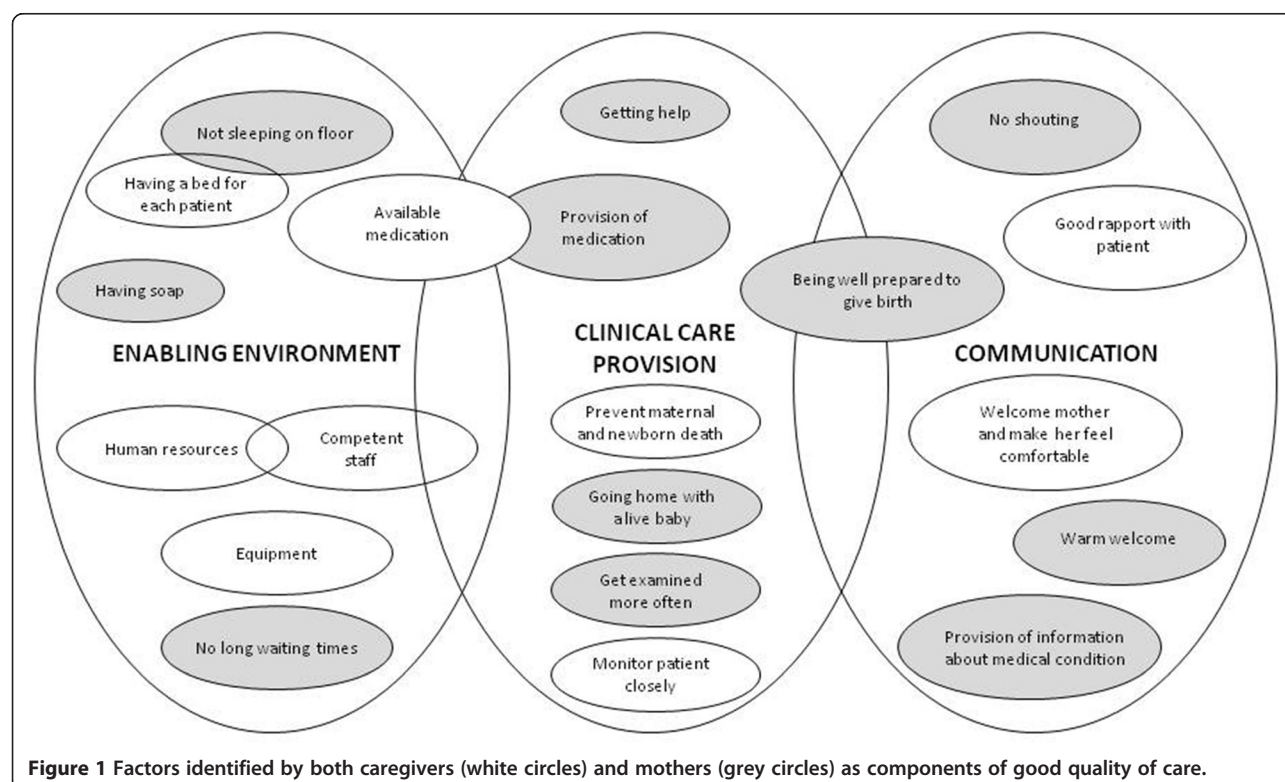 Not sleeping on floor
Having a bed for
each patient
Available
medication
Having soap
ENABLING ENVIRONMENT
Human resources
Competent
staff
Equipment
No long waiting times
Getting help
Provision of
medication
Being well prepared to
give birth
CLINICAL CARE
PROVISION
Prevent maternal
and newborn death
Going home with
alive baby
Get examined
more often
Monitor patient
closely
No shouting
Good rapport with
patient
COMMUNICATION
Welcome mother
and make her feel
comfortable
Warm welcome
Provision of information
about medical condition
Figure 1 Factors identified by both caregivers (white circles) and mothers (grey circles) as components of good quality of care.